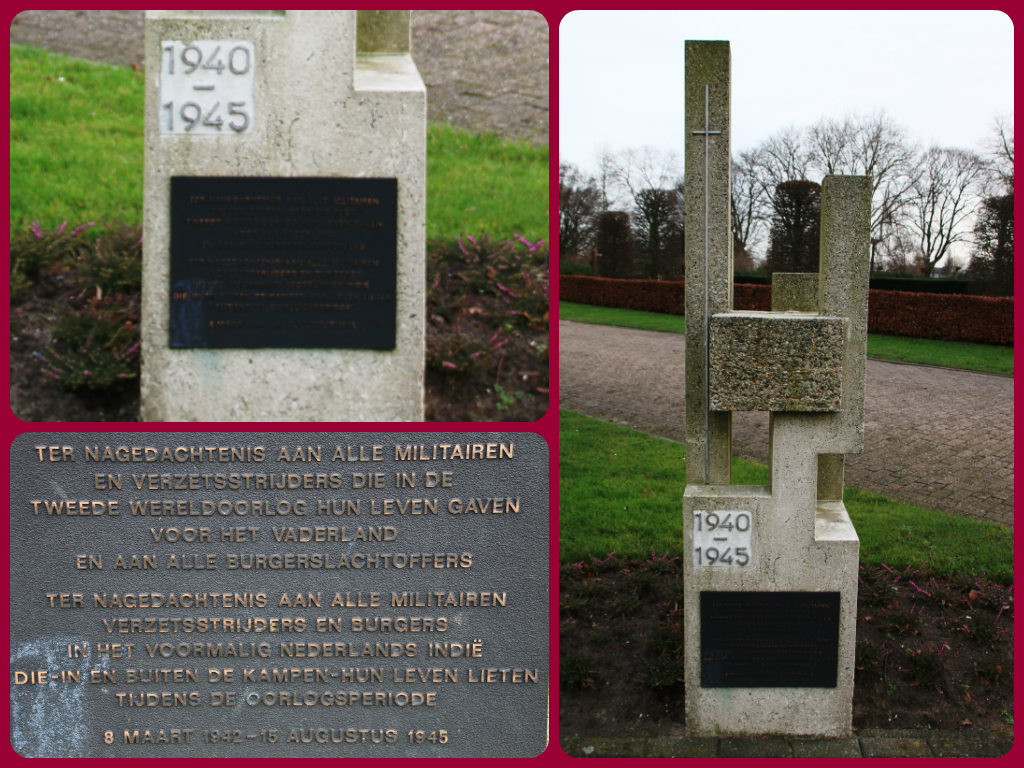 1940
–
1945
TER NAGEDACHTENIS AAN ALLE MILITAIREN
EN VERZETSSTRIJDERS DIE IN DE
TWEEDE WERELDOORLOG HUN LEVEN GAVEN
VOOR HET VADERLAND
EN AAN ALLE BURGERSLACHTOFFERS
TER NAGEDACHTENIS AAN ALLE MILITAIREN
VERZETSSTRIJDERS EN BURGERS
IN HET VOORMALIG NEDERLANDS INDIË
DIE-IN EN BUITEN DE KAMPEN-HUN LEVEN LIETEN
TIJDENS DE OORLOGSPERIODE
8 MAART 1942-15 AUGUSTUS 1945
1940
–
1945